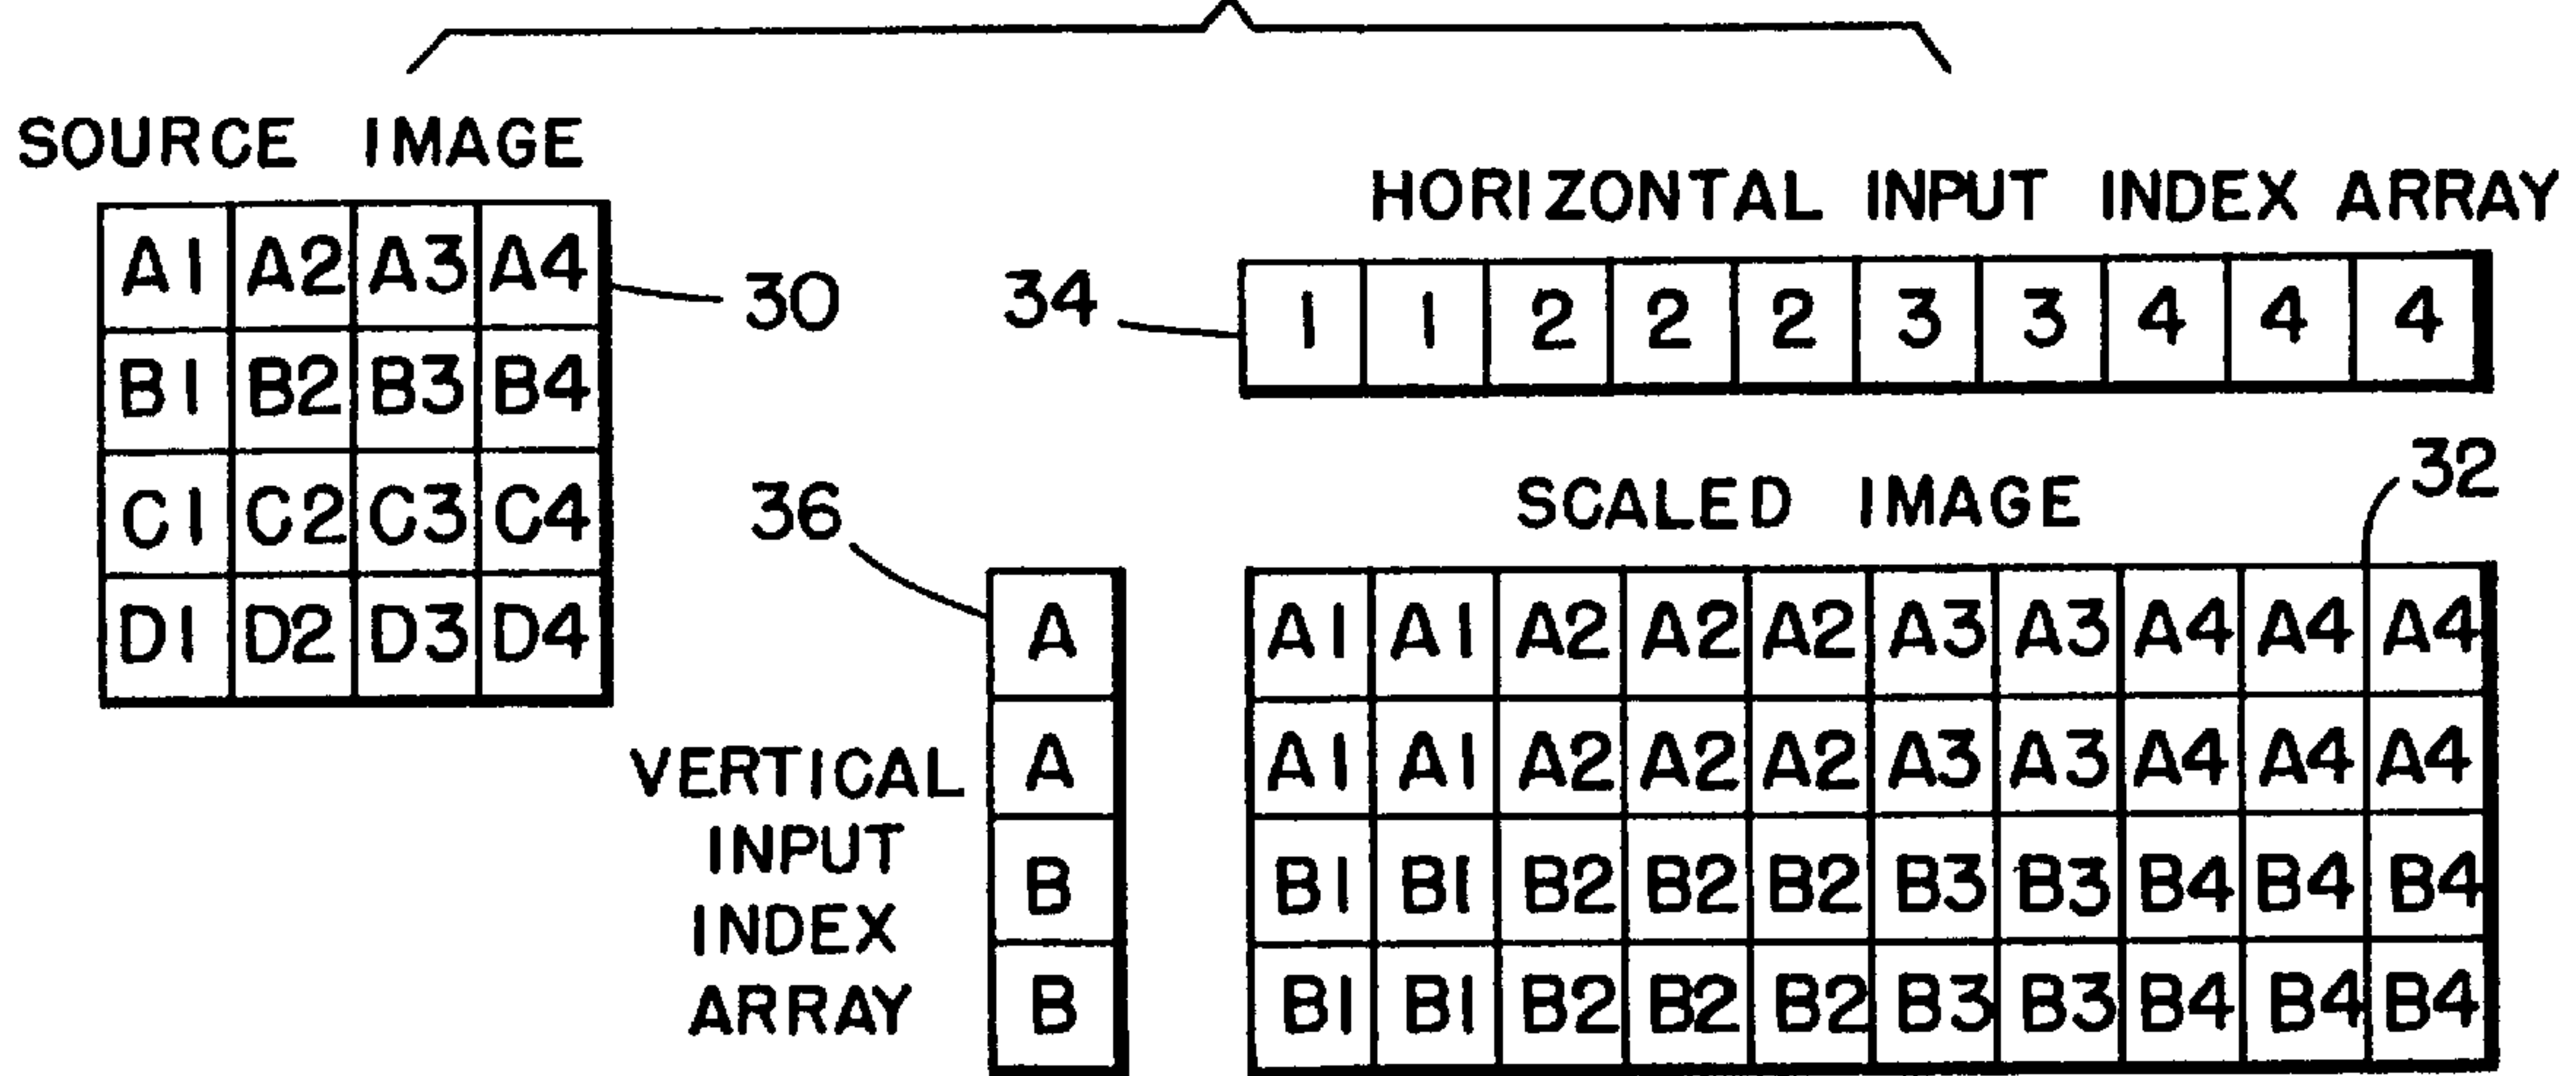 SOURCE IMAGE
A1 A2 A3 A4
B1 B2 B3 B4
C1 C2 C3 C4
D1 D2 D3 D4
30
HORIZONTAL INPUT INDEX ARRAY
34
1 1 2 2 2 3 3 4 4 4
36
VERTICAL
INPUT
INDEX
ARRAY
A
A
B
B
SCALED IMAGE
32
A1 A1 A2 A2 A2 A3 A3 A4 A4 A4
A1 A1 A2 A2 A2 A3 A3 A4 A4 A4
B1 B1 B2 B2 B2 B3 B3 B4 B4 B4
B1 B1 B2 B2 B2 B3 B3 B4 B4 B4